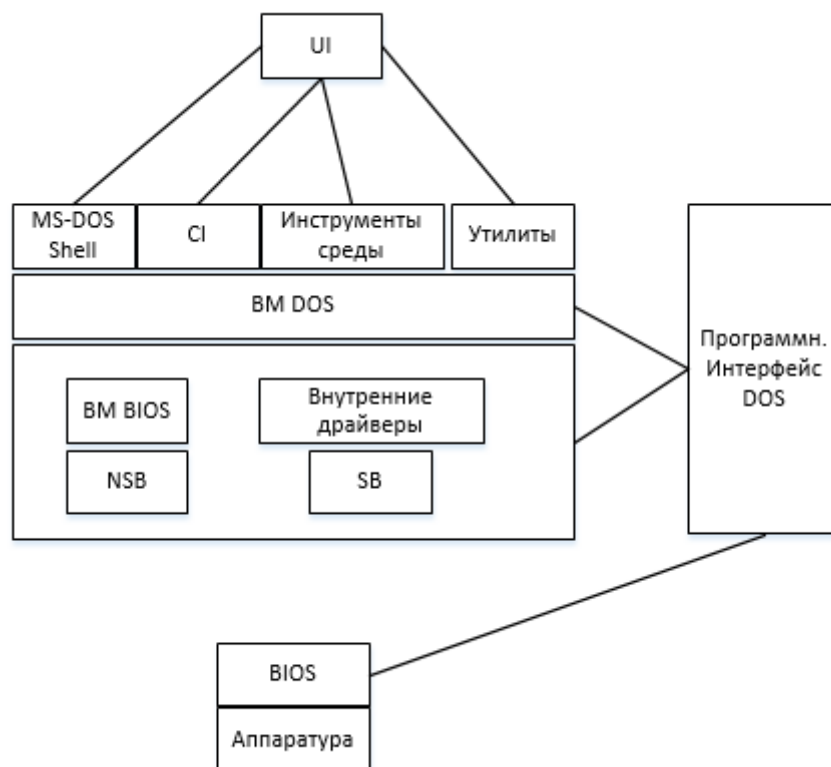 UI
MS-DOS
Shell
CI
Инструменты
среды
Утилиты
BM DOS
Программн.
Интерфейс
DOS
BM BIOS
Внутренние
драйверы
NSB
SB
BIOS
Аппаратура